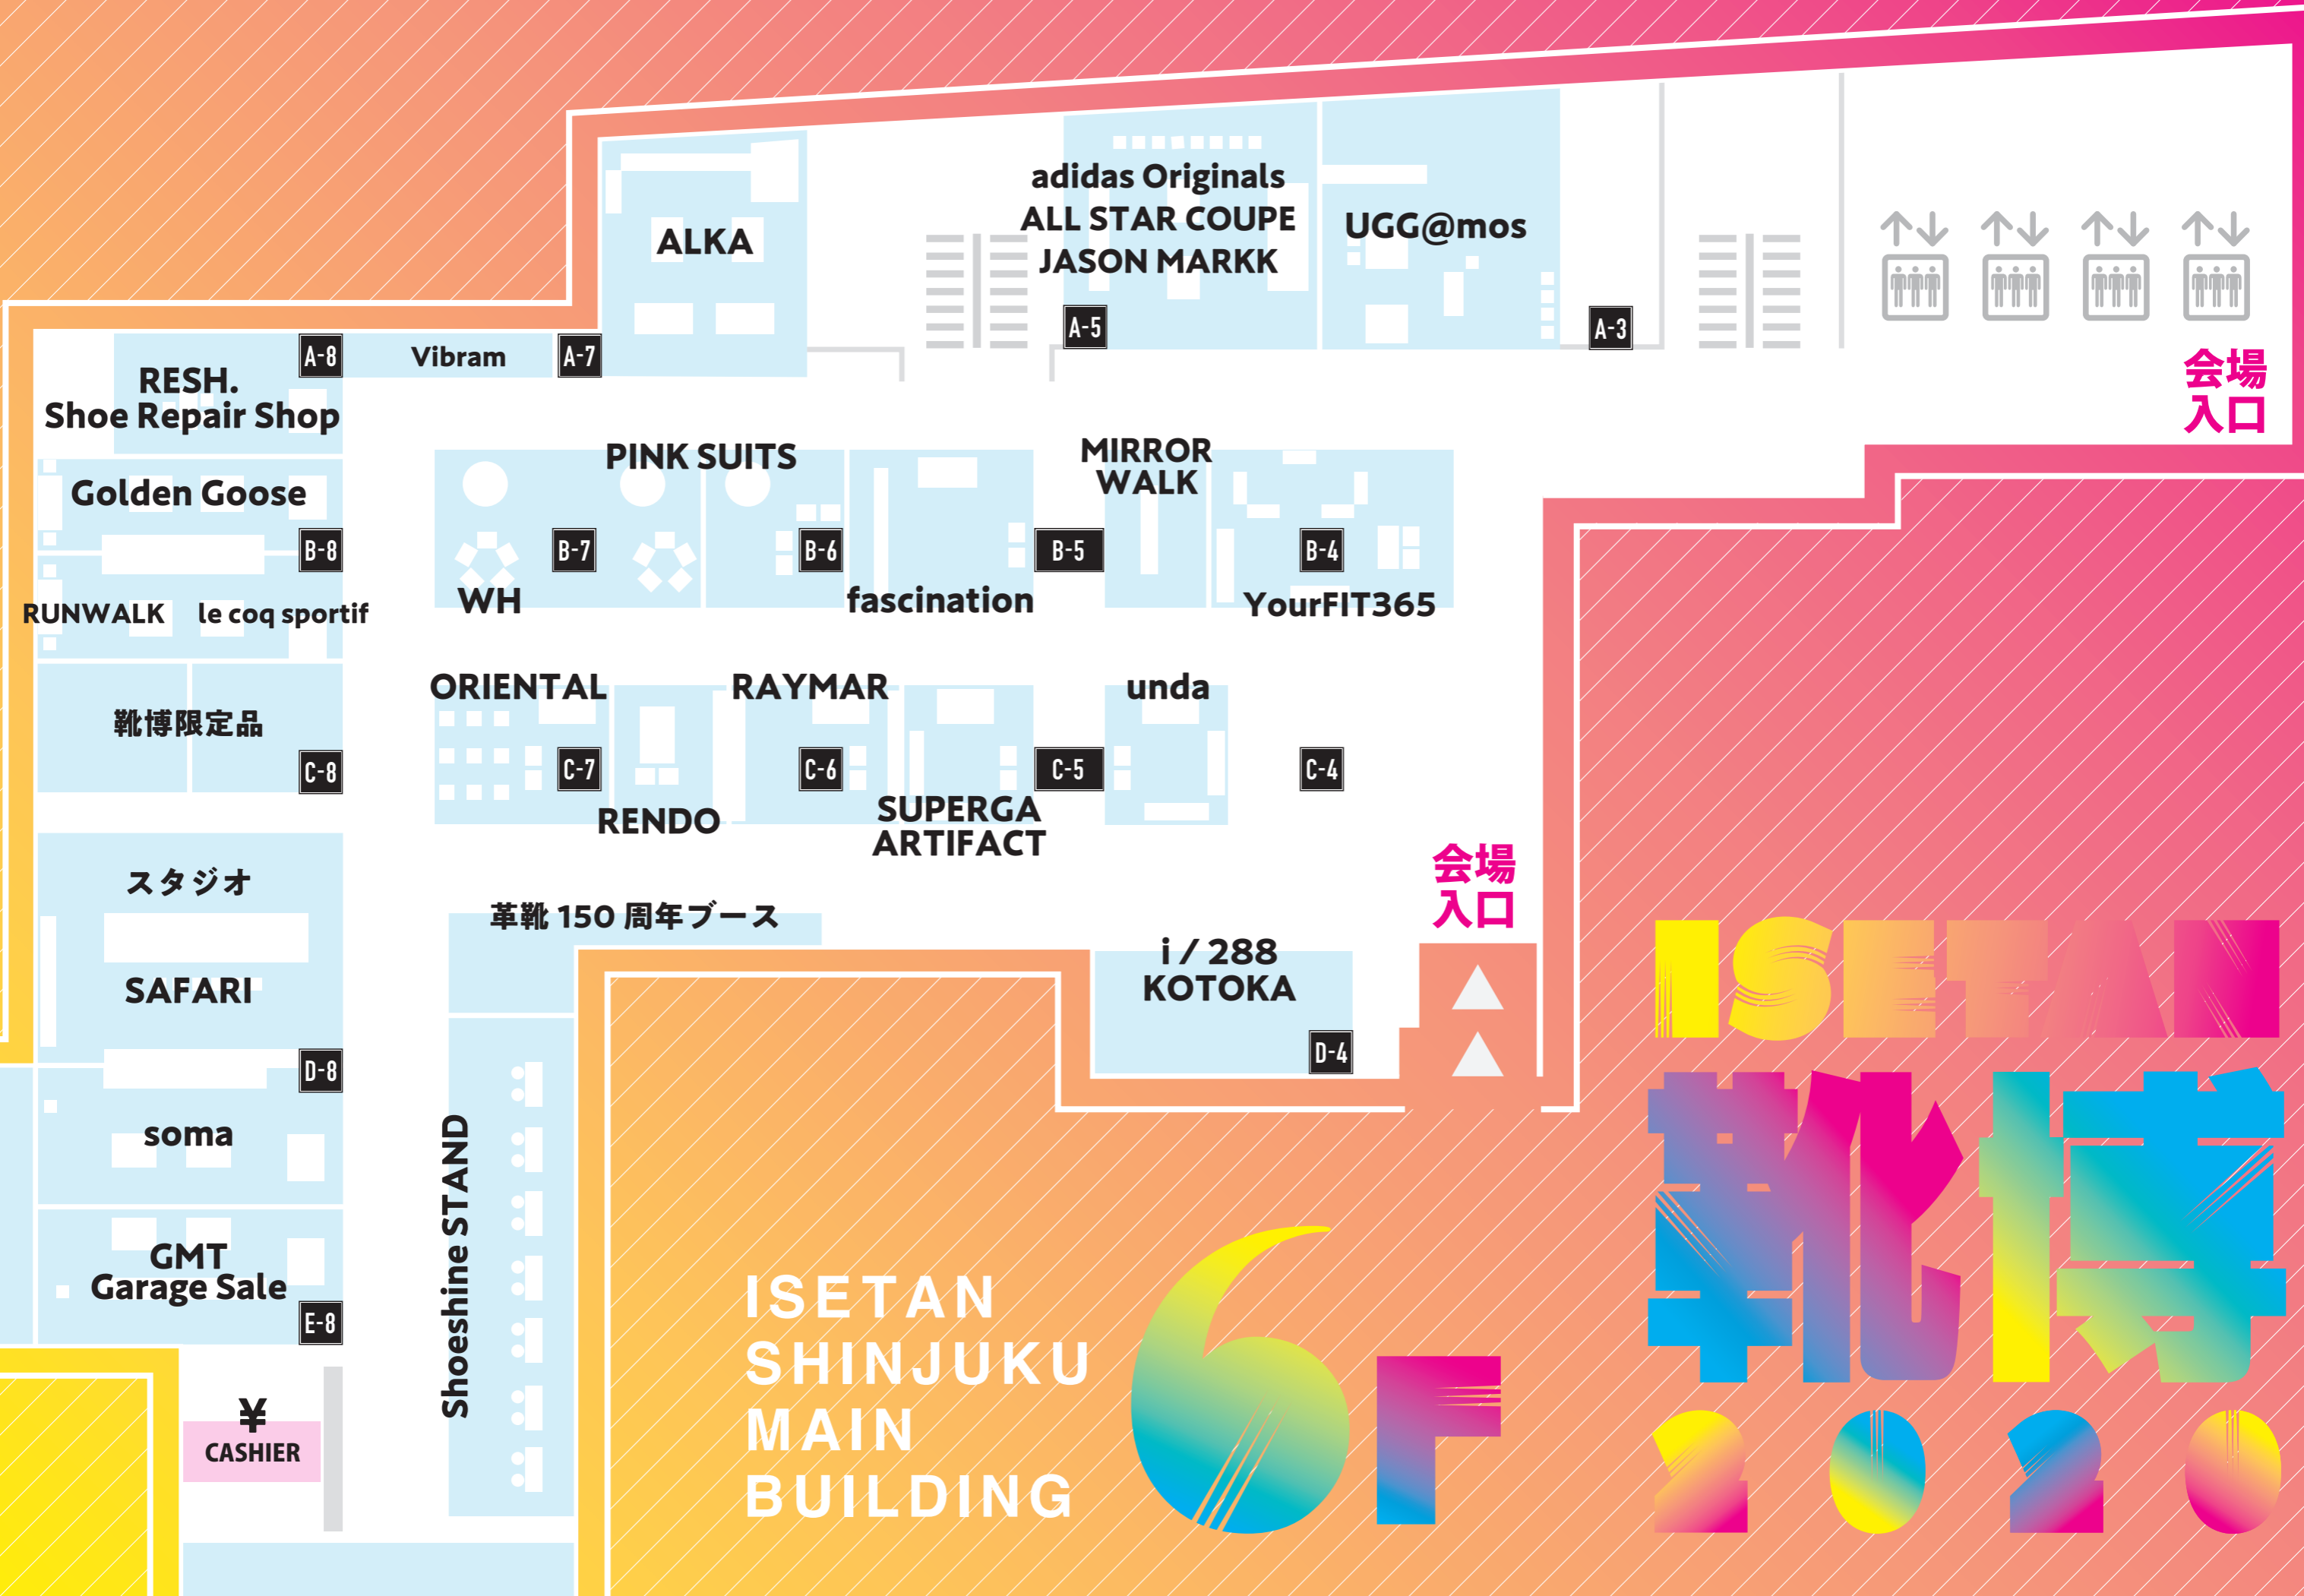 adidas Originals
ALL STAR COUPE
JASON MARKK
UGG@mos
ALKA
A-5
A-3
A-8
Vibram
A-7
RESH.
Shoe Repair Shop
会場
入口
PINK SUITS
MIRROR
WALK
Golden Goose
B-8
B-7
B-6
B-5
B-4
WH
fascination
YourFIT365
RUNWALK
le coq sportif
ORIENTAL
RAYMAR
unda
靴博限定品
C-8
C-7
C-6
C-5
C-4
RENDO
SUPERGA
ARTIFACT
会場
入口
スタジオ
革靴 150 周年ブース
i / 288
KOTOKA
SAFARI
D-8
D-4
soma
Shoeshine STAND
GMT
Garage Sale
E-8
¥
CASHIER
ISETAN
SHINJUKU
MAIN
BUILDING
6F
ISETAN
靴博
2020